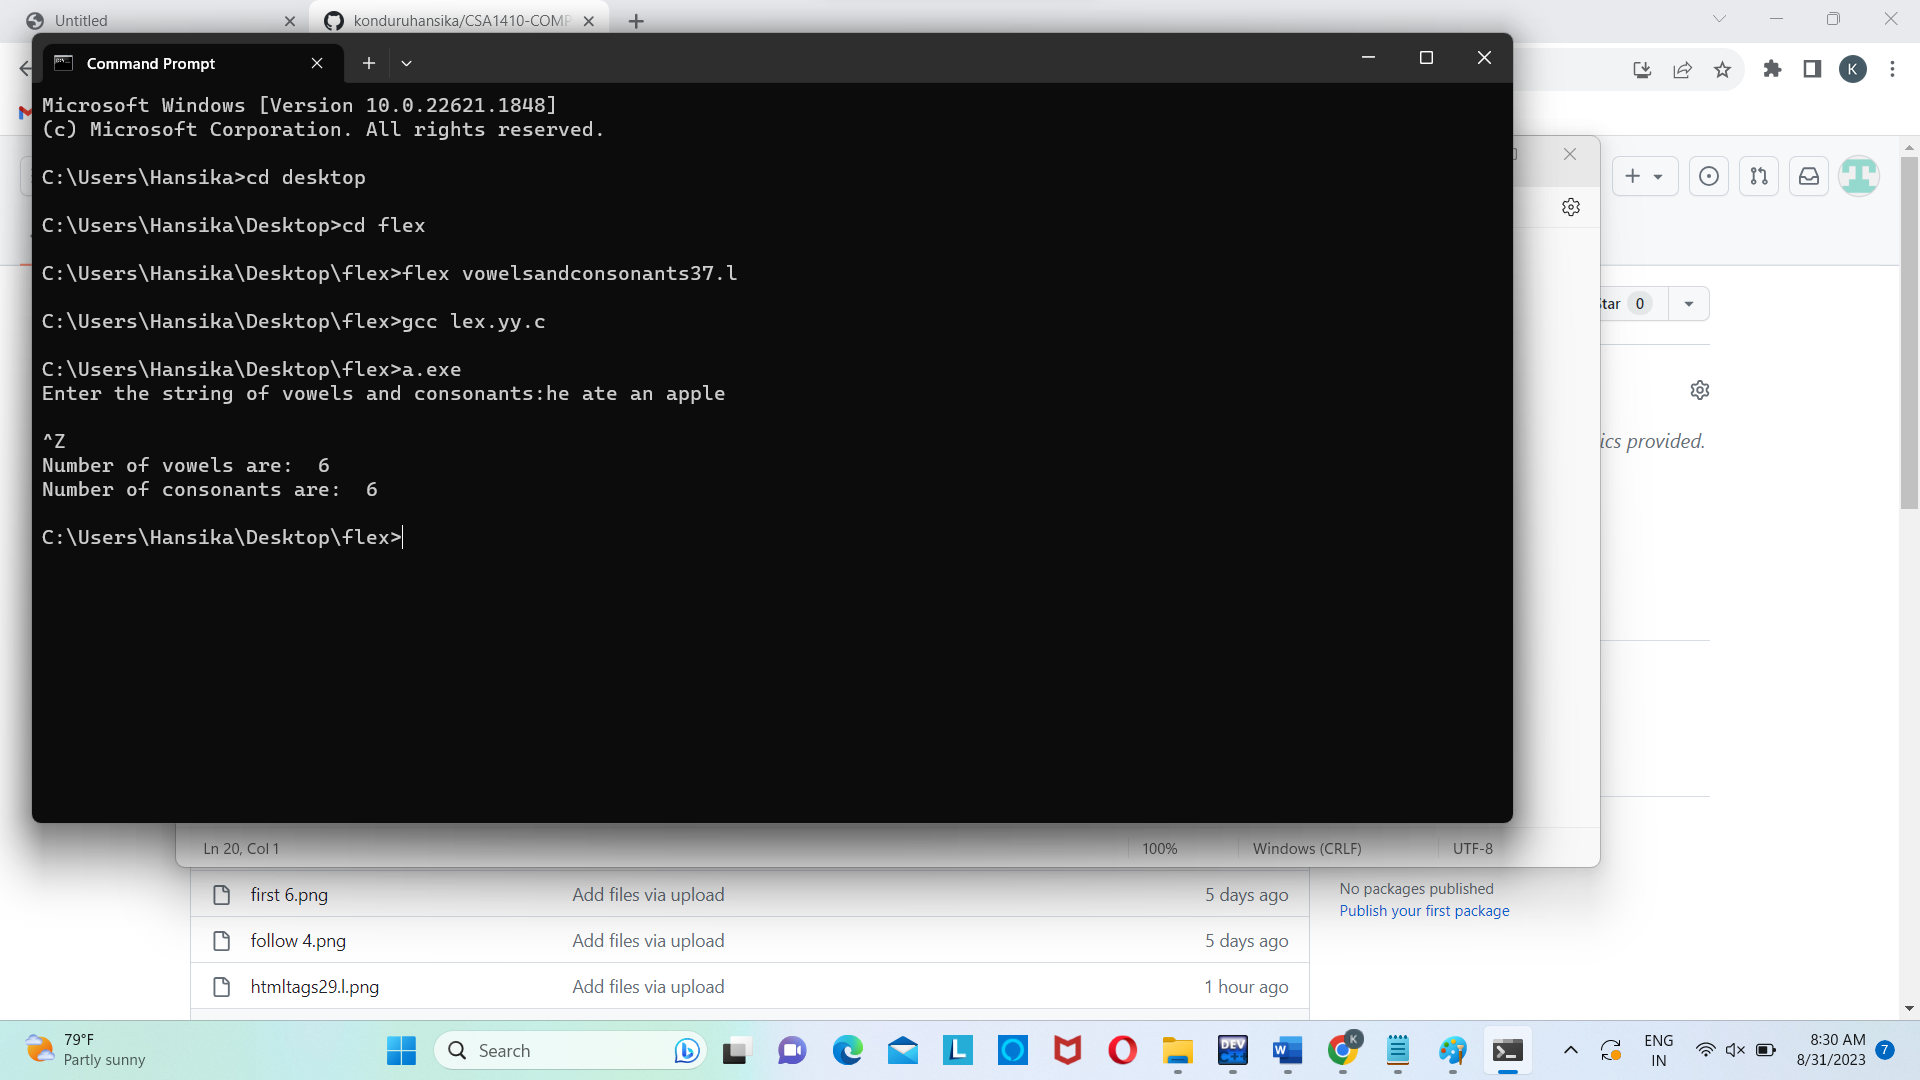 Untitled
konduruhansika/CSA1410-COMP
Command Prompt
K
Microsoft Windows [Version 10.0.22621.1848]
(c) Microsoft Corporation. All rights reserved.
C:\Users\Hansika>cd desktop
C:\Users\Hansika\Desktop>cd flex
C:\Users\Hansika\Desktop\flex>flex vowelsandconsonants37.l
C:\Users\Hansika\Desktop\flex>gcc lex.yy.c
C:\Users\Hansika\Desktop\flex>a.exe
Enter the string of vowels and consonants:he ate an apple
^Z
Number of vowels are:  6
Number of consonants are:  6
C:\Users\Hansika\Desktop\flex>
tar 0
ics provided.
Ln 20, Col 1
100%
Windows (CRLF)
UTF-8
first 6.png
Add files via upload
5 days ago
follow 4.png
Add files via upload
5 days ago
htmltags29.l.png
Add files via upload
1 hour ago
No packages published
Publish your first package
79°F
Partly sunny
Search
L
DEV
C++
W
K
ENG
IN
8:30 AM
8/31/2023
7